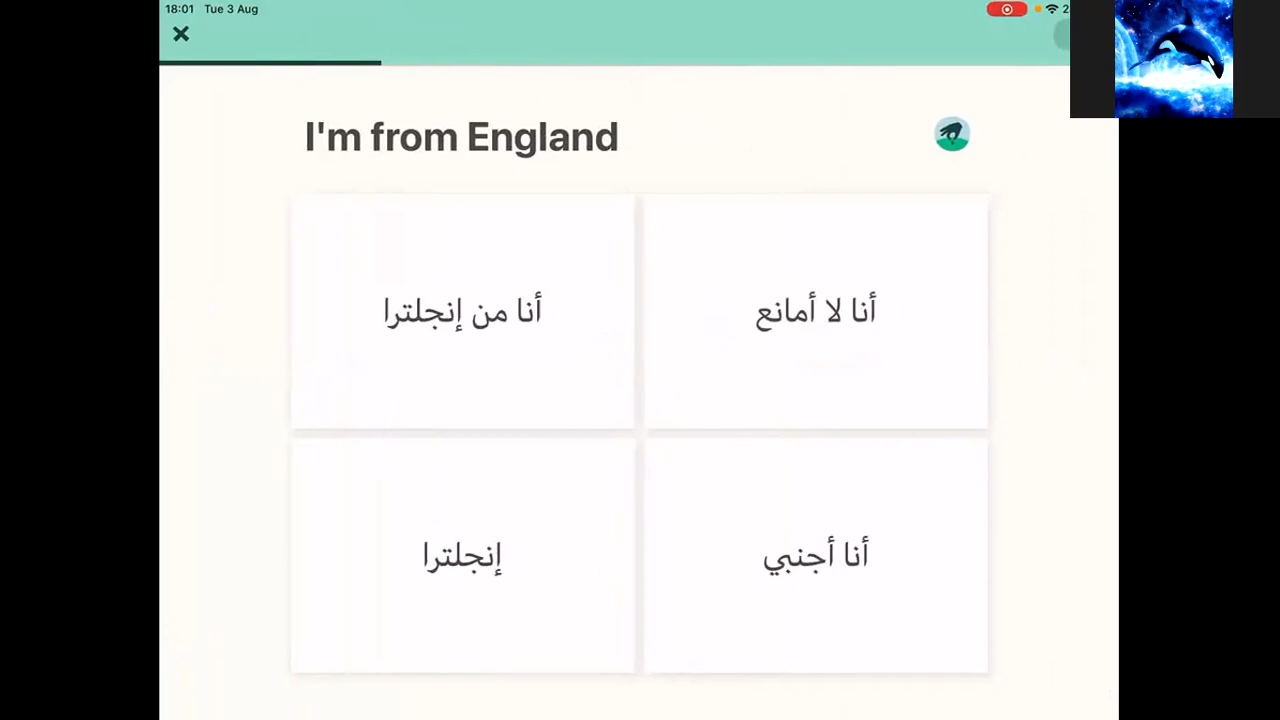 18:01 Tue 3 Aug
I'm from England
أنا من إنجلترا
أنا لا أمانع
إنجلترا
أنا أجنبي